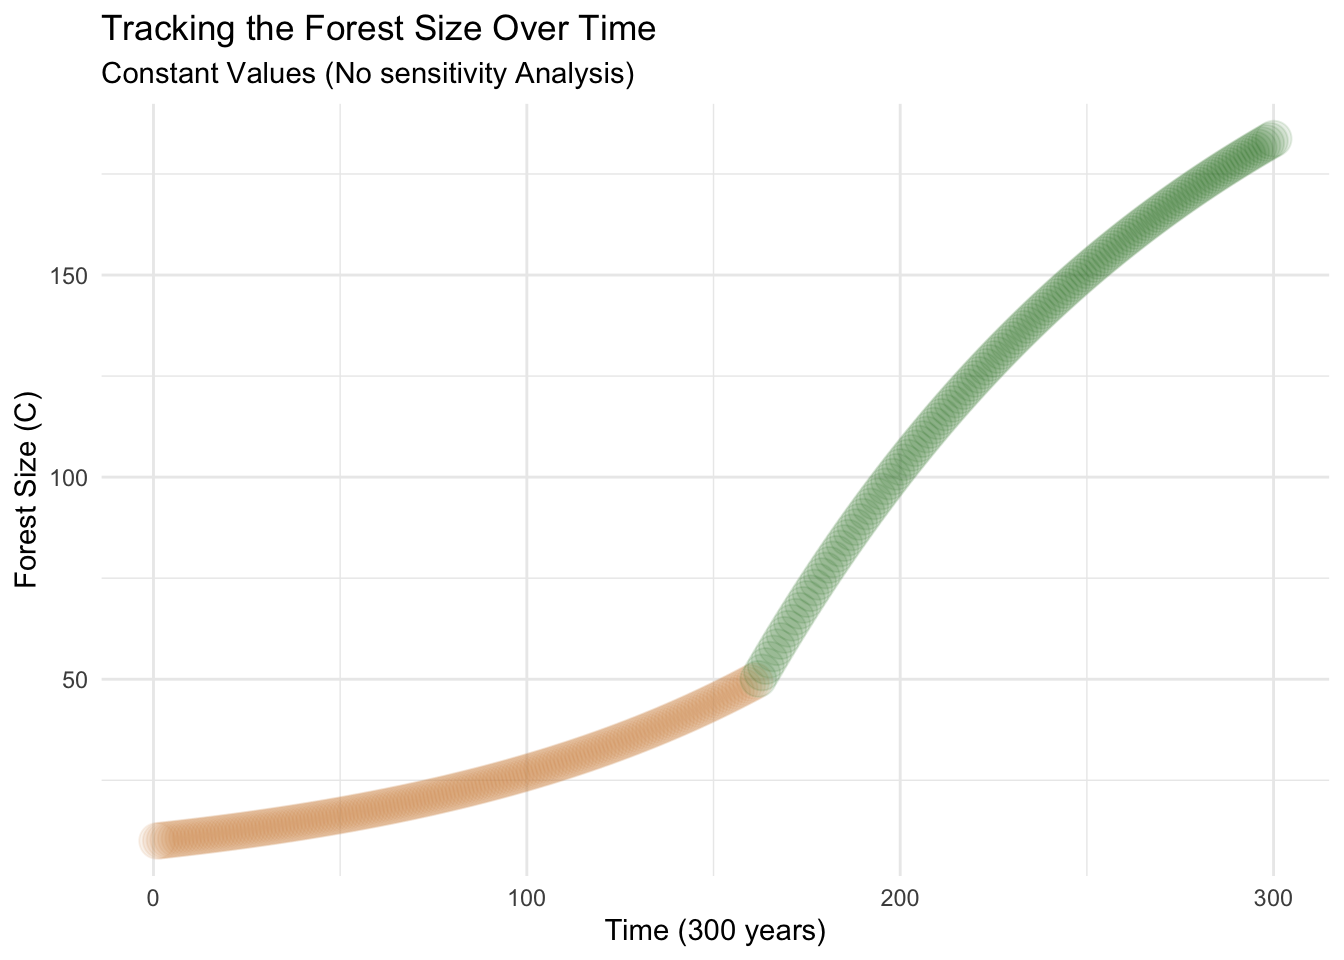 Tracking the Forest Size Over Time
Constant Values (No sensitivity Analysis)
Forest Size (C)
150
100
50
0
100
200
300
Time (300 years)